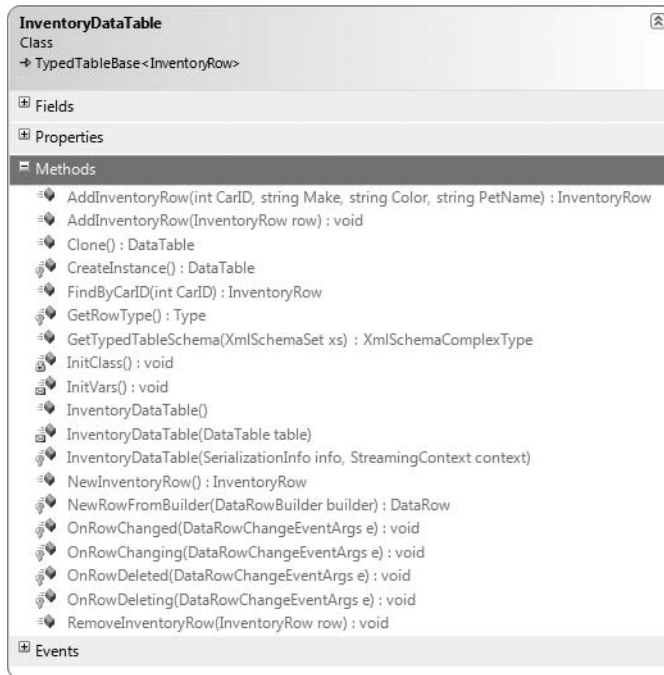 InventoryDataTable
Class
TypedTableBase<InventoryRow>
Fields
Properties
Methods
AddInventoryRow(int CarID, string Make, string Color, string PetName) : InventoryRow
AddInventoryRow(InventoryRow row) : void
Clone() : DataTable
CreateInstance() : DataTable
FindByCarID(int CarID) : InventoryRow
GetRowType() : Type
GetTypedTableSchema(XmlSchemaSet xs) : XmlSchemaComplexType
InitClass() : void
InitVars() : void
InventoryDataTable()
InventoryDataTable(DataTable table)
InventoryDataTable(SerializationInfo info, StreamingContext context)
NewInventoryRow() : InventoryRow
NewRowFromBuilder(DataRowBuilder builder) : DataRow
OnRowChanged(DataRowChangeEventArgs e) : void
OnRowChanging(DataRowChangeEventArgs e) : void
OnRowDeleted(DataRowChangeEventArgs e) : void
OnRowDeleting(DataRowChangeEventArgs e) : void
RemoveInventoryRow(InventoryRow row) : void
Events